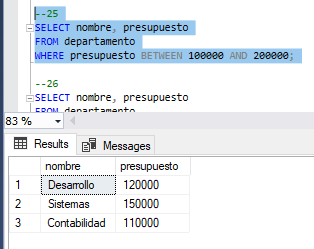 --25
SELECT nombre, presupuesto
FROM departamento
WHERE presupuesto BETWEEN 100000 AND 200000;
--26
SELECT nombre, presupuesto
FROM departamento
83 %
Results Messages
nombre presupuesto
1 Desarrollo 120000
2 Sistemas 150000
3 Contabilidad 110000